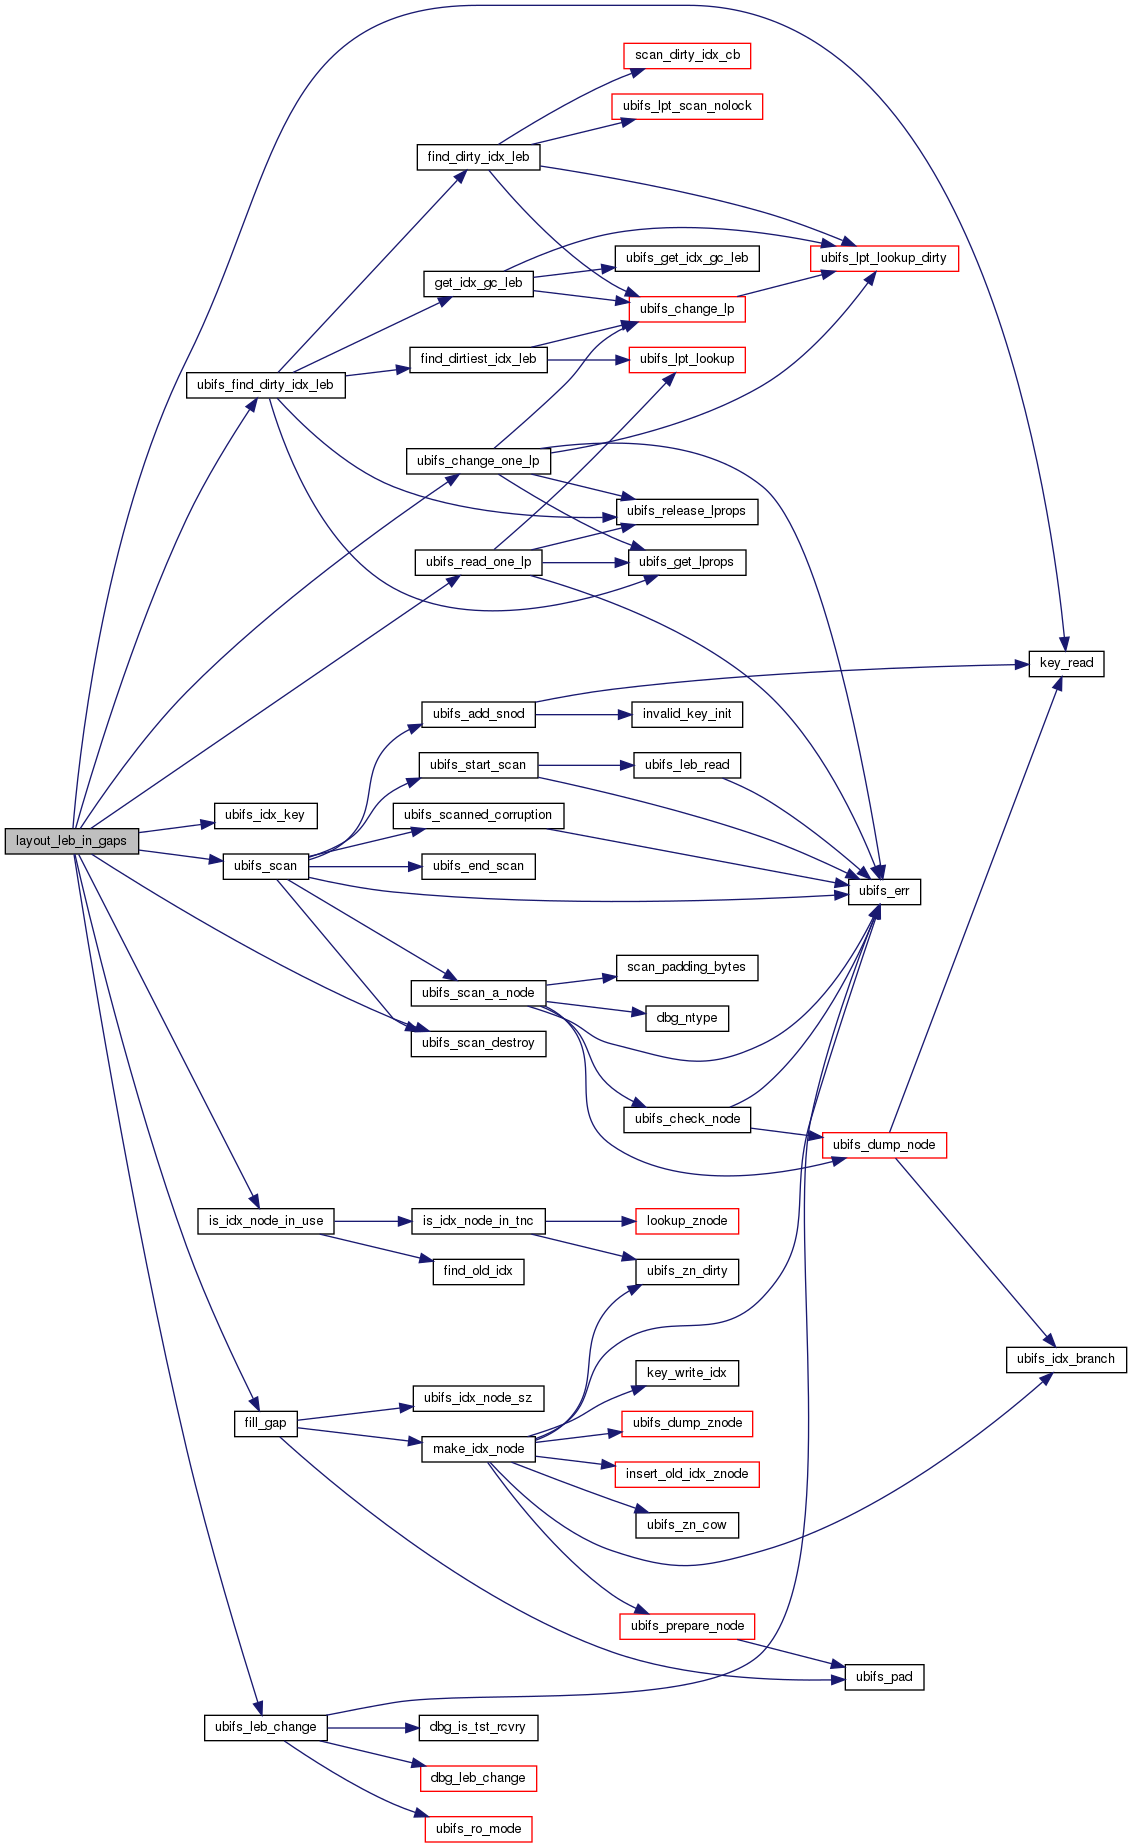 scan_dirty_idx_cb
ubifs_lpt_scan_nolock
find_dirty_idx_leb
ubifs_get_idx_gc_leb
ubifs_lpt_lookup_dirty
get_idx_gc_leb
ubifs_change_lp
find_dirtiest_idx_leb
ubifs_lpt_lookup
ubifs_find_dirty_idx_leb
ubifs_change_one_lp
ubifs_release_lprops
ubifs_read_one_lp
ubifs_get_lprops
key_read
ubifs_add_snod
invalid_key_init
ubifs_start_scan
ubifs_leb_read
ubifs_idx_key
ubifs_scanned_corruption
layout_leb_in_gaps
ubifs_scan
ubifs_end_scan
ubifs_err
scan_padding_bytes
ubifs_scan_a_node
dbg_ntype
ubifs_scan_destroy
ubifs_check_node
ubifs_dump_node
is_idx_node_in_use
is_idx_node_in_tnc
lookup_znode
find_old_idx
ubifs_zn_dirty
ubifs_idx_branch
key_write_idx
ubifs_idx_node_sz
fill_gap
ubifs_dump_znode
make_idx_node
insert_old_idx_znode
ubifs_zn_cow
ubifs_prepare_node
ubifs_pad
ubifs_leb_change
dbg_is_tst_rcvry
dbg_leb_change
ubifs_ro_mode